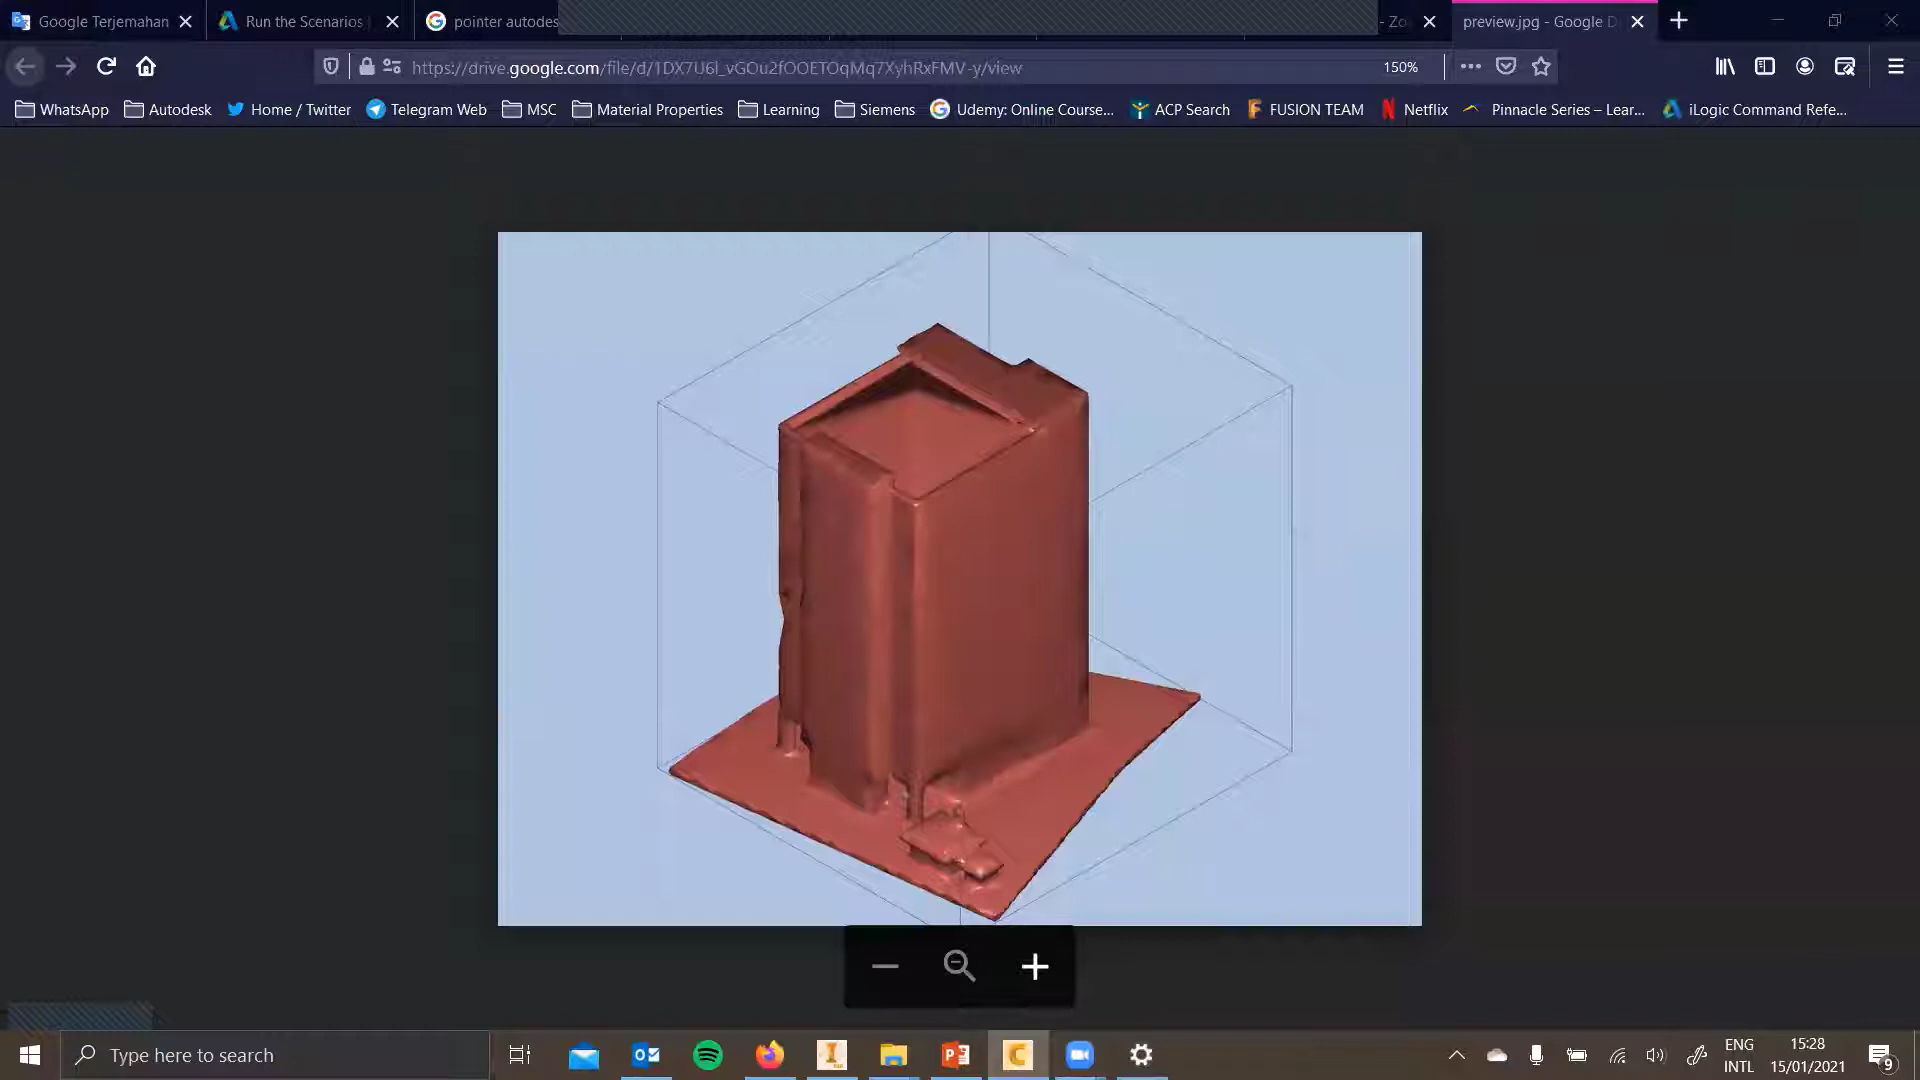 Google Terjemahan
Run the Scenarios
pointer autodes
- Zo
preview.jpg - Google D
https://drive.google.com/file/d/
/view
150%
WhatsApp
Autodesk
Home / Twitter
Telegram Web
MSC
Material Properties
Learning
Siemens
Udemy: Online Course...
ACP Search
FUSION TEAM
Netflix
Pinnacle Series – Lear...
iLogic Command Refe...
Type here to search
ENG
INTL
15:28
15/01/2021
9